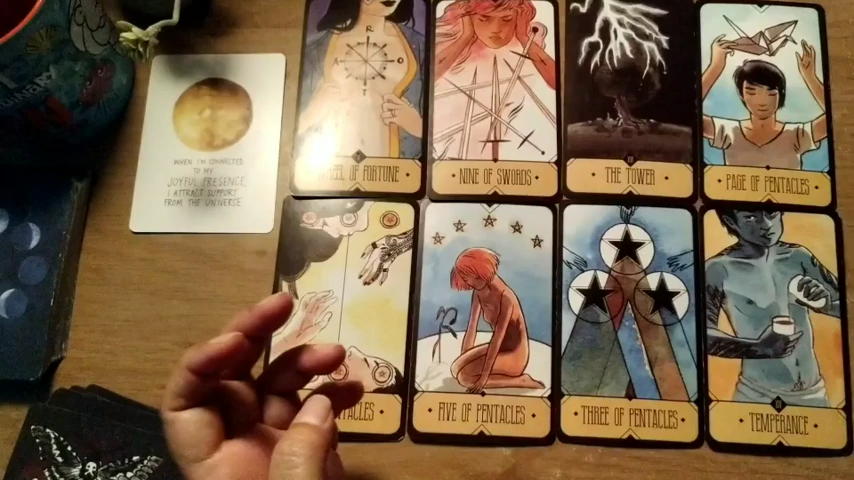 R
WHEN I'M CONNECTED
TO MY
JOYFUL PRESENCE,
I ATTRACT SUPPORT
FROM THE UNIVERSE
OF FORTUNE
NINE OF SWORDS
THE TOWER
PAGE OF PENTACLES
FIVE OF PENTACLES
THREE OF PENTACLES
TEMPERANCE